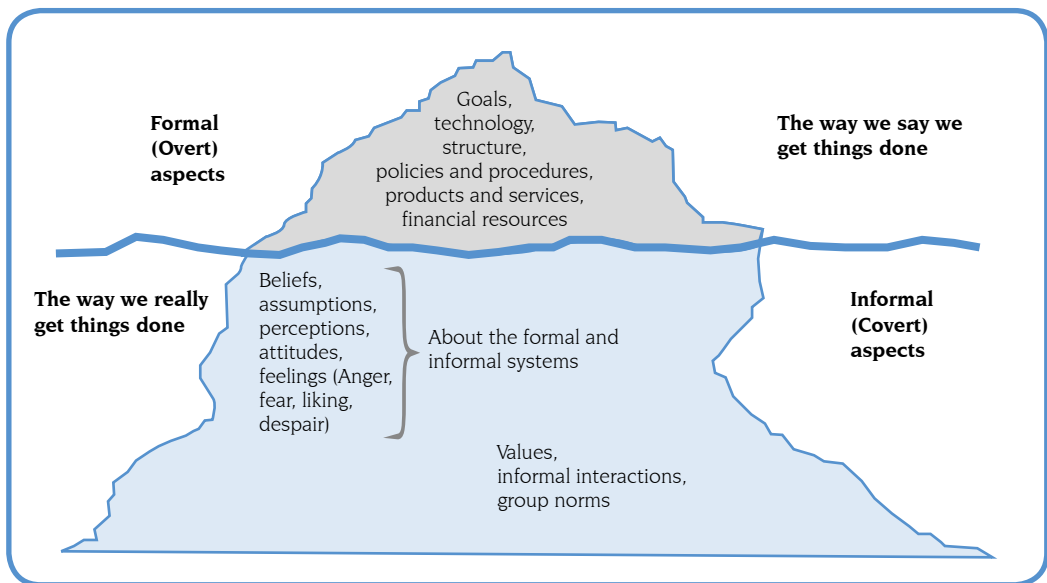 Formal
(Overt)
aspects
Goals,
technology,
structure,
policies and procedures,
products and services,
financial resources
The way we say we
get things done
The way we really
get things done
Beliefs,
assumptions,
perceptions,
attitudes,
feelings (Anger,
fear, liking,
despair)
About the formal and
informal systems
Informal
(Covert)
aspects
Values,
informal interactions,
group norms